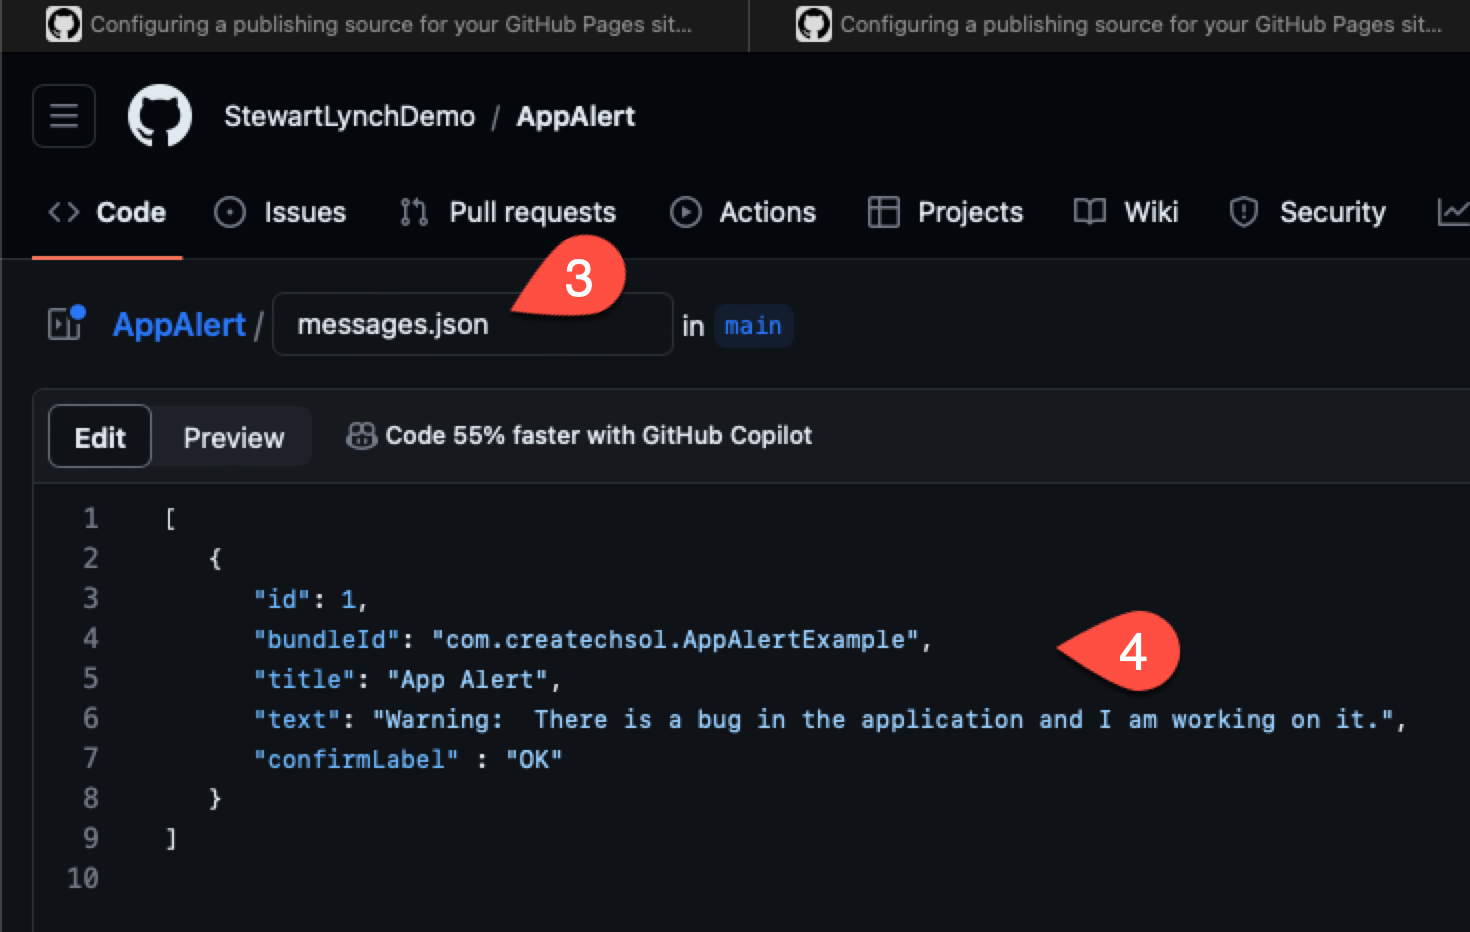 Configuring a publishing source for your GitHub Pages sit... Configuring a publishing source for your GitHub Pages sit...
StewartLynchDemo / AppAlert
Code Issues Pull requests Actions Projects Wiki Security
3
AppAlert / messages.json in main
Edit Preview Code 55% faster with GitHub Copilot
1 [
2 {
3 "id": 1,
4 "bundleId": "com.createchsol.AppAlertExample",
4
5 "title": "App Alert",
6 "text": "Warning:  There is a bug in the application and I am working on it.",
7 "confirmLabel" : "OK"
8 }
9 ]
10